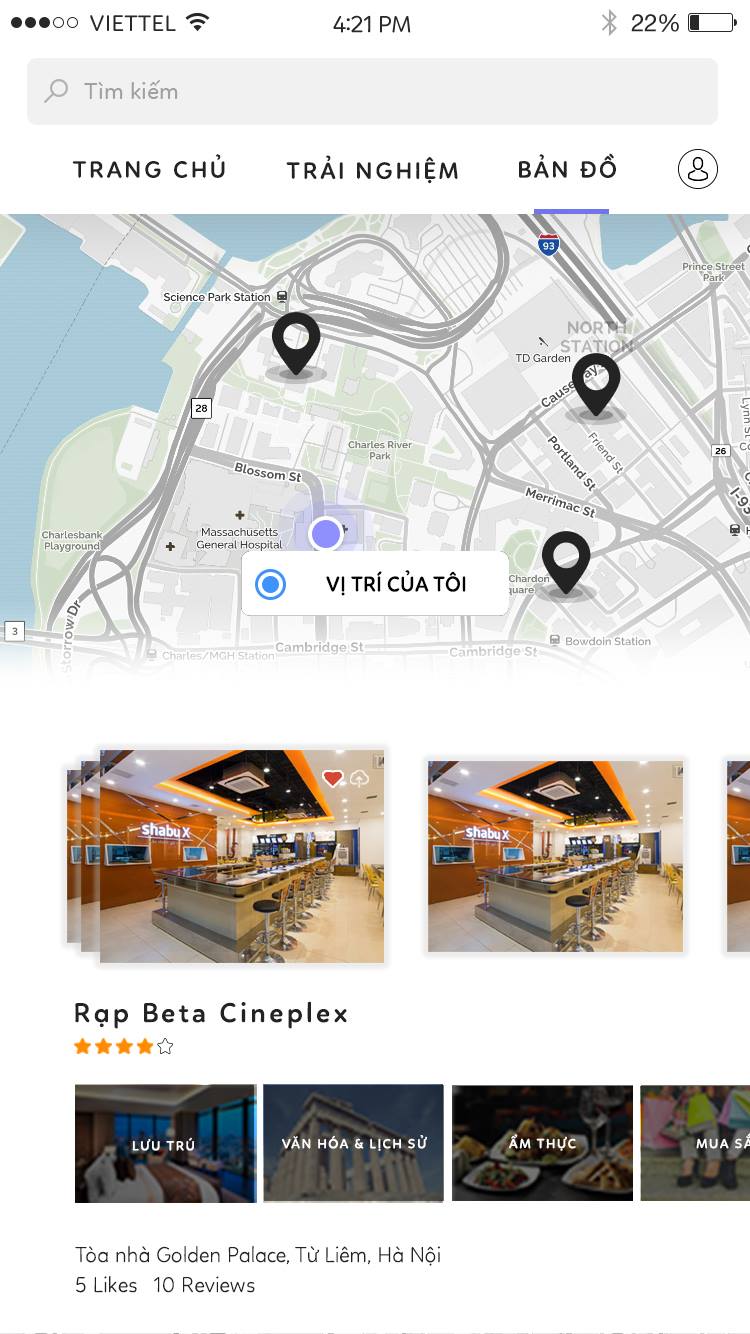 VIETTEL 4:21 PM 22%
Tìm kiếm
TRANG CHỦ TRẢI NGHIỆM BẢN ĐỒ
93
Prince Street
Park
Science Park Station
NORTH
STATION
TD Garden
Causeway
28
Charles River
Park
Friend St
Portland St
Lynn St
26
Blossom St
Merrimac St
I-93
Massachusetts
General Hospital
Charlesbank
Playground
VỊ TRÍ CỦA TÔI
Chardon
quare
Storrow Dr
3
Bowdoin Station
Cambridge St
Cambridge St
Charles/MGH Station
shabu X
shabu X
Rạp Beta Cineplex
LƯU TRÚ VĂN HÓA & LỊCH SỬ ẨM THỰC MUA SẮ
Tòa nhà Golden Palace, Từ Liêm, Hà Nội
5 Likes 10 Reviews